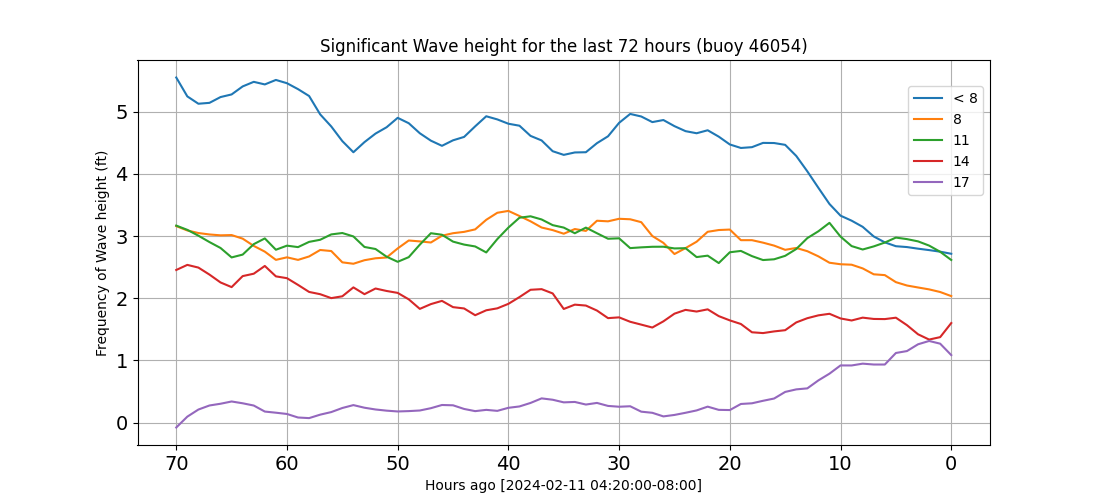 Significant Wave height for the last 72 hours (buoy 46054)
Frequency of Wave height (ft)
5
4
3
2
1
0
< 8
8
11
14
17
70 60 50 40 30 20 10 0
Hours ago [2024-02-11 04:20:00-08:00]